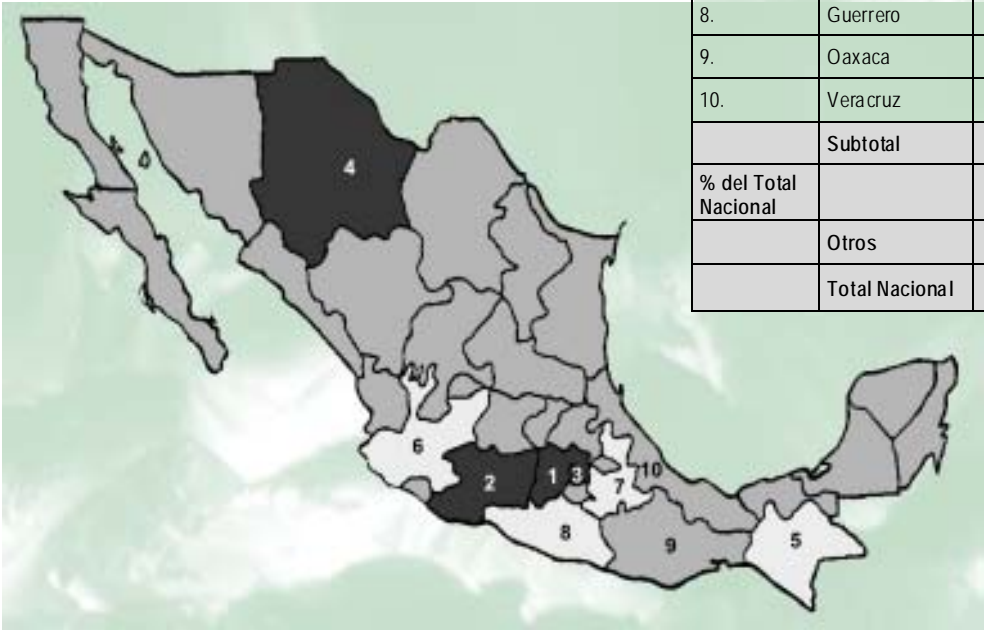 8. Guerrero
9. Oaxaca
10. Veracruz
Subtotal
% del Total
Nacional
Otros
Total Nacional
4
6
2
1
3
7
10
8
9
5